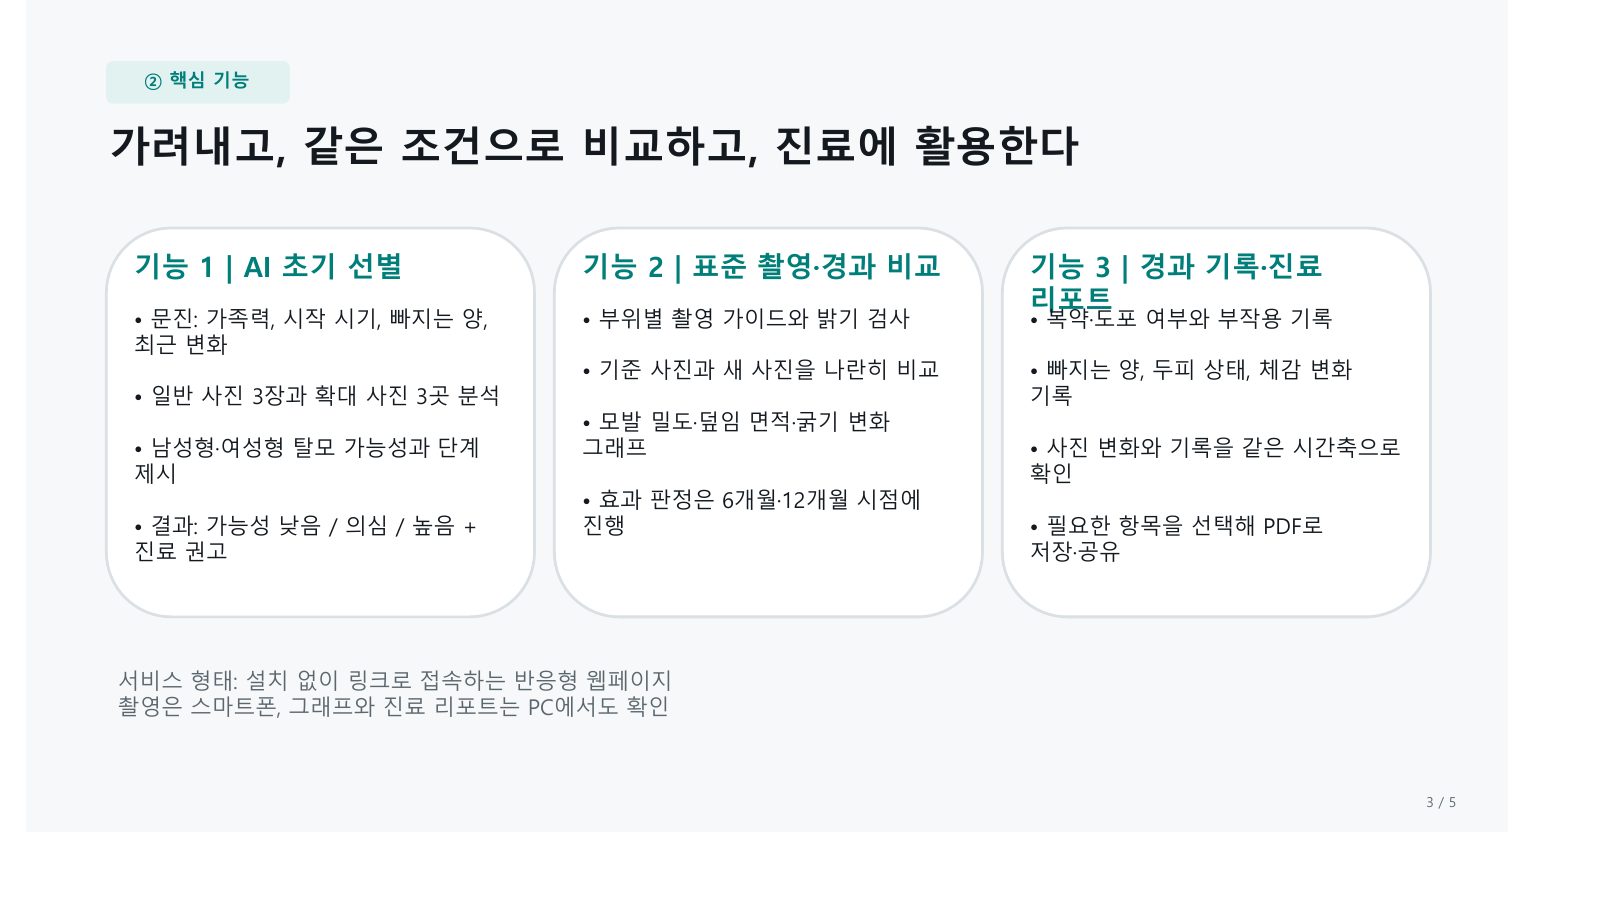 ② 핵심 기능
가려내고, 같은 조건으로 비교하고, 진료에 활용한다
기능 1 | AI 초기 선별
• 문진: 가족력, 시작 시기, 빠지는 양,
최근 변화
• 일반 사진 3장과 확대 사진 3곳 분석
• 남성형·여성형 탈모 가능성과 단계
제시
• 결과: 가능성 낮음 / 의심 / 높음 +
진료 권고
기능 2 | 표준 촬영·경과 비교
• 부위별 촬영 가이드와 밝기 검사
• 기준 사진과 새 사진을 나란히 비교
• 모발 밀도·덮임 면적·굵기 변화
그래프
• 효과 판정은 6개월·12개월 시점에
진행
기능 3 | 경과 기록·진료
리포트
• 복약·도포 여부와 부작용 기록
• 빠지는 양, 두피 상태, 체감 변화
기록
• 사진 변화와 기록을 같은 시간축으로
확인
• 필요한 항목을 선택해 PDF로
저장·공유
서비스 형태: 설치 없이 링크로 접속하는 반응형 웹페이지
촬영은 스마트폰, 그래프와 진료 리포트는 PC에서도 확인
3 / 5